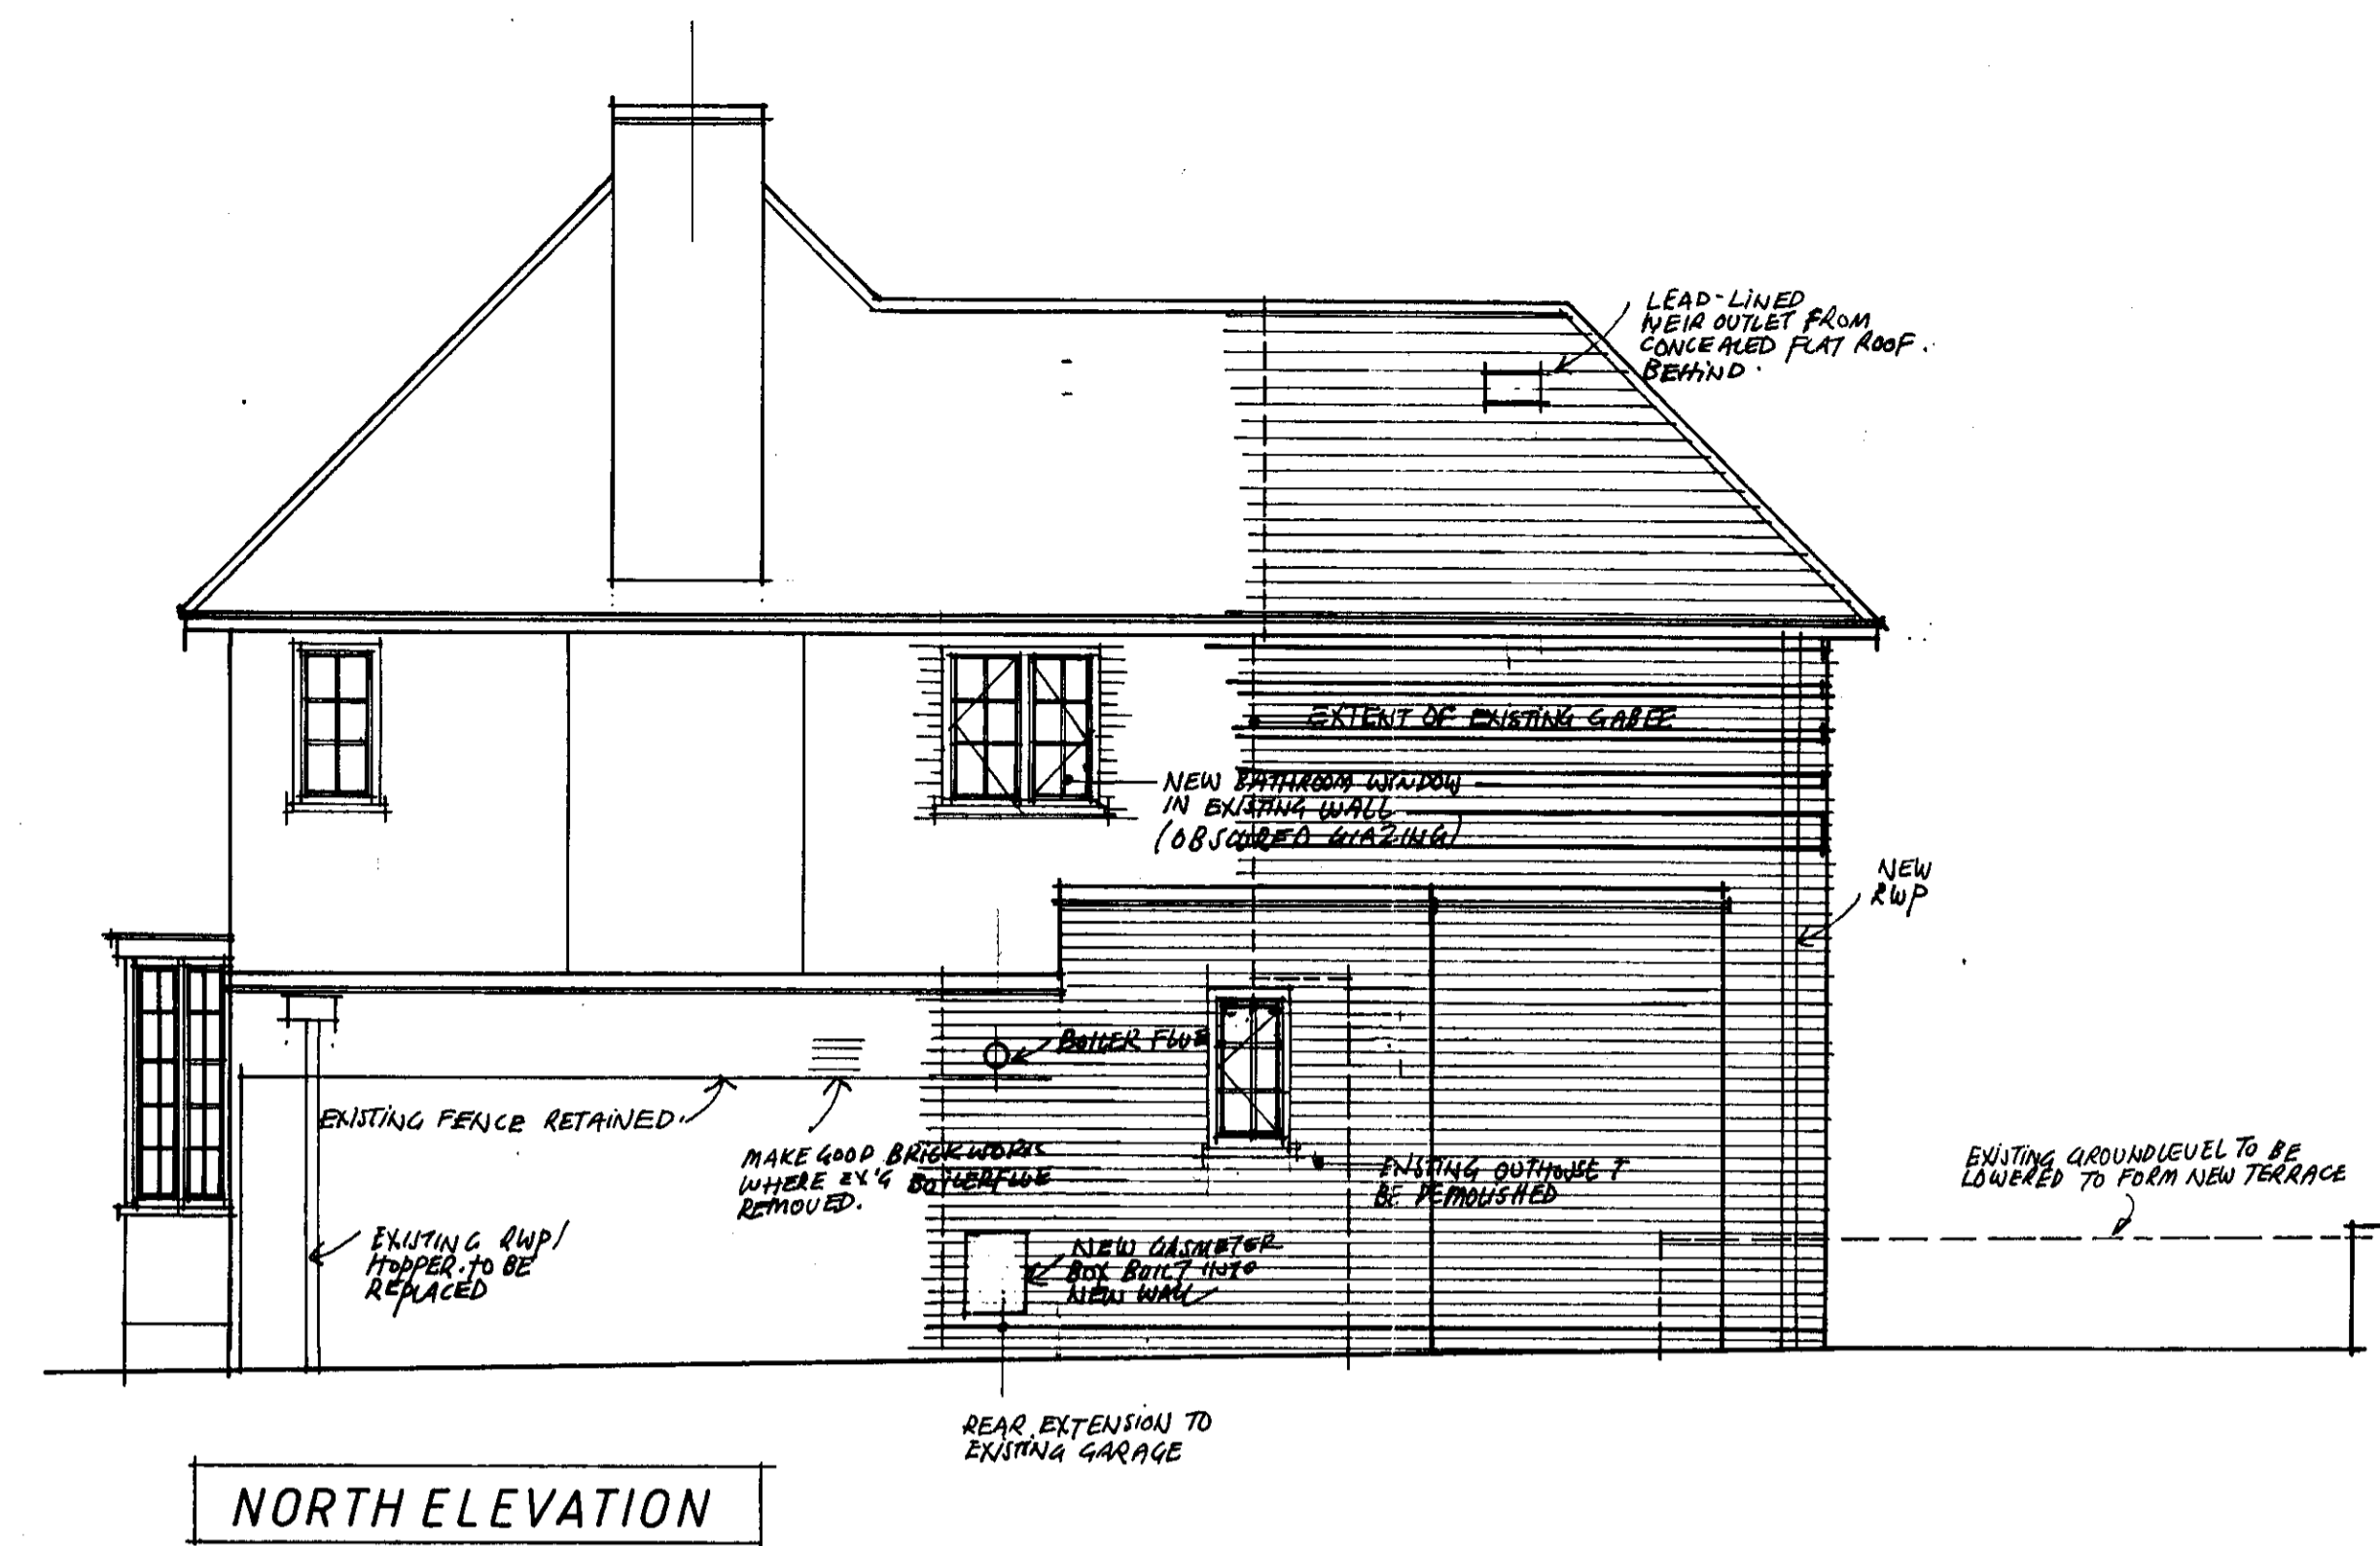 LEAD-LINED
WEIR OUTLET FROM
CONCEALED FLAT ROOF.
BEHIND.
EXTENT OF EXISTING GABLE
NEW BATHROOM WINDOW
IN EXISTING WALL
(OBSCURED GLAZING)
NEW
RWP
BOILER FLUE
EXISTING FENCE RETAINED.
MAKE GOOD BRICKWORK
WHERE EX'G BOILERFLUE
REMOVED.
EXISTING OUTHOUSE T
BE DEMOLISHED
EXISTING GROUNDLEVEL TO BE
LOWERED TO FORM NEW TERRACE
EXISTING RWP/
HOPPER. TO BE
REPLACED
NEW GASMETER
BOX BUILT INTO
NEW WALL
REAR EXTENSION TO
EXISTING GARAGE
NORTH ELEVATION